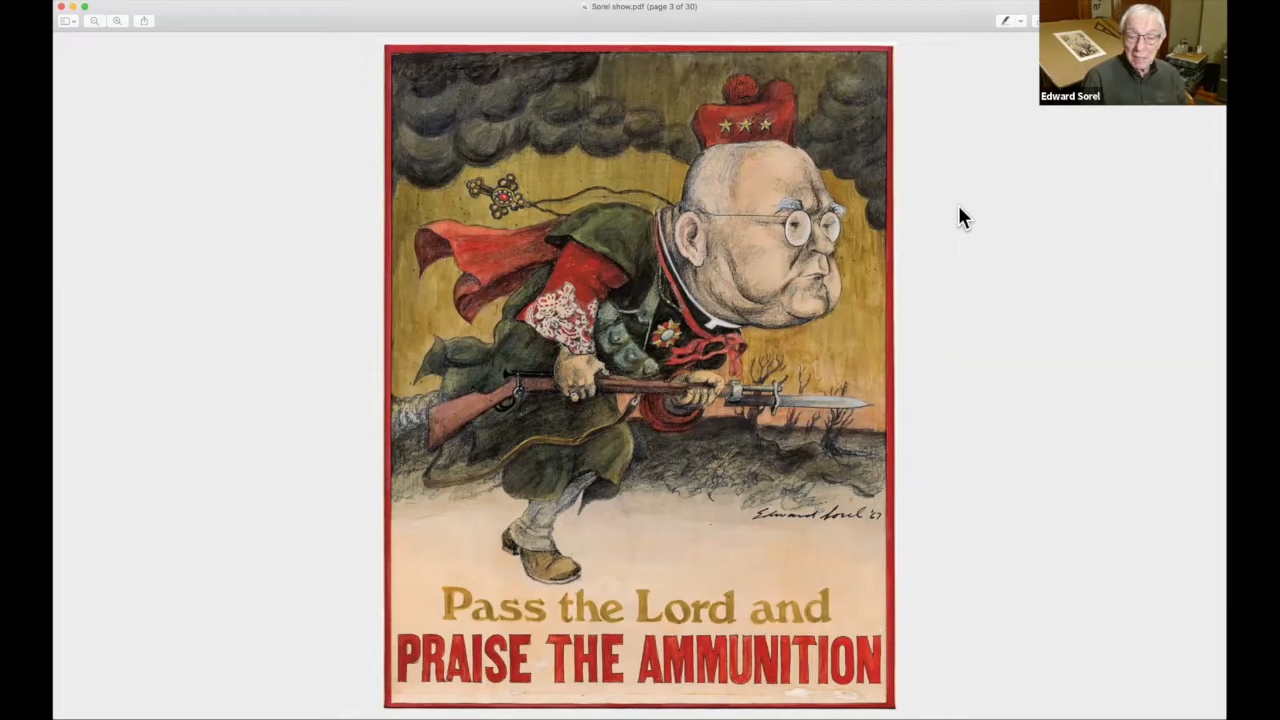 Sorel show.pdf (page 3 of 30)
Edward Sorel
Edward Sorel '67
Pass the Lord and
PRAISE THE AMMUNITION